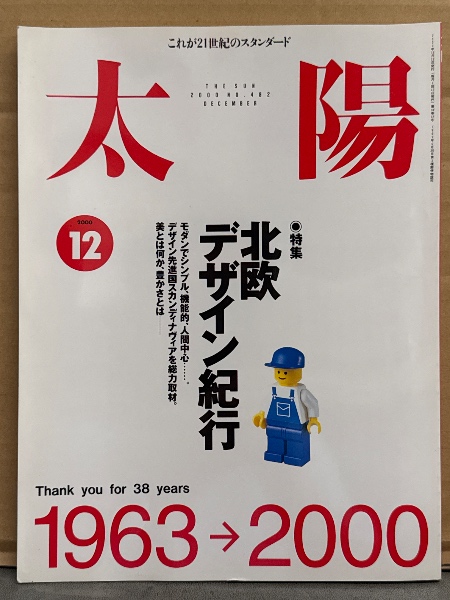 これが21世紀のスタンダード
太陽
THE SUN
2000 NO.482
DECEMBER
2000
12
●特集
北欧
デザイン紀行
モダンでシンプル、機能的、人間中心……。
デザイン先進国スカンディナヴィアを総力取材。
美とは何か、豊かさとは……
Thank you for 38 years
1963→2000